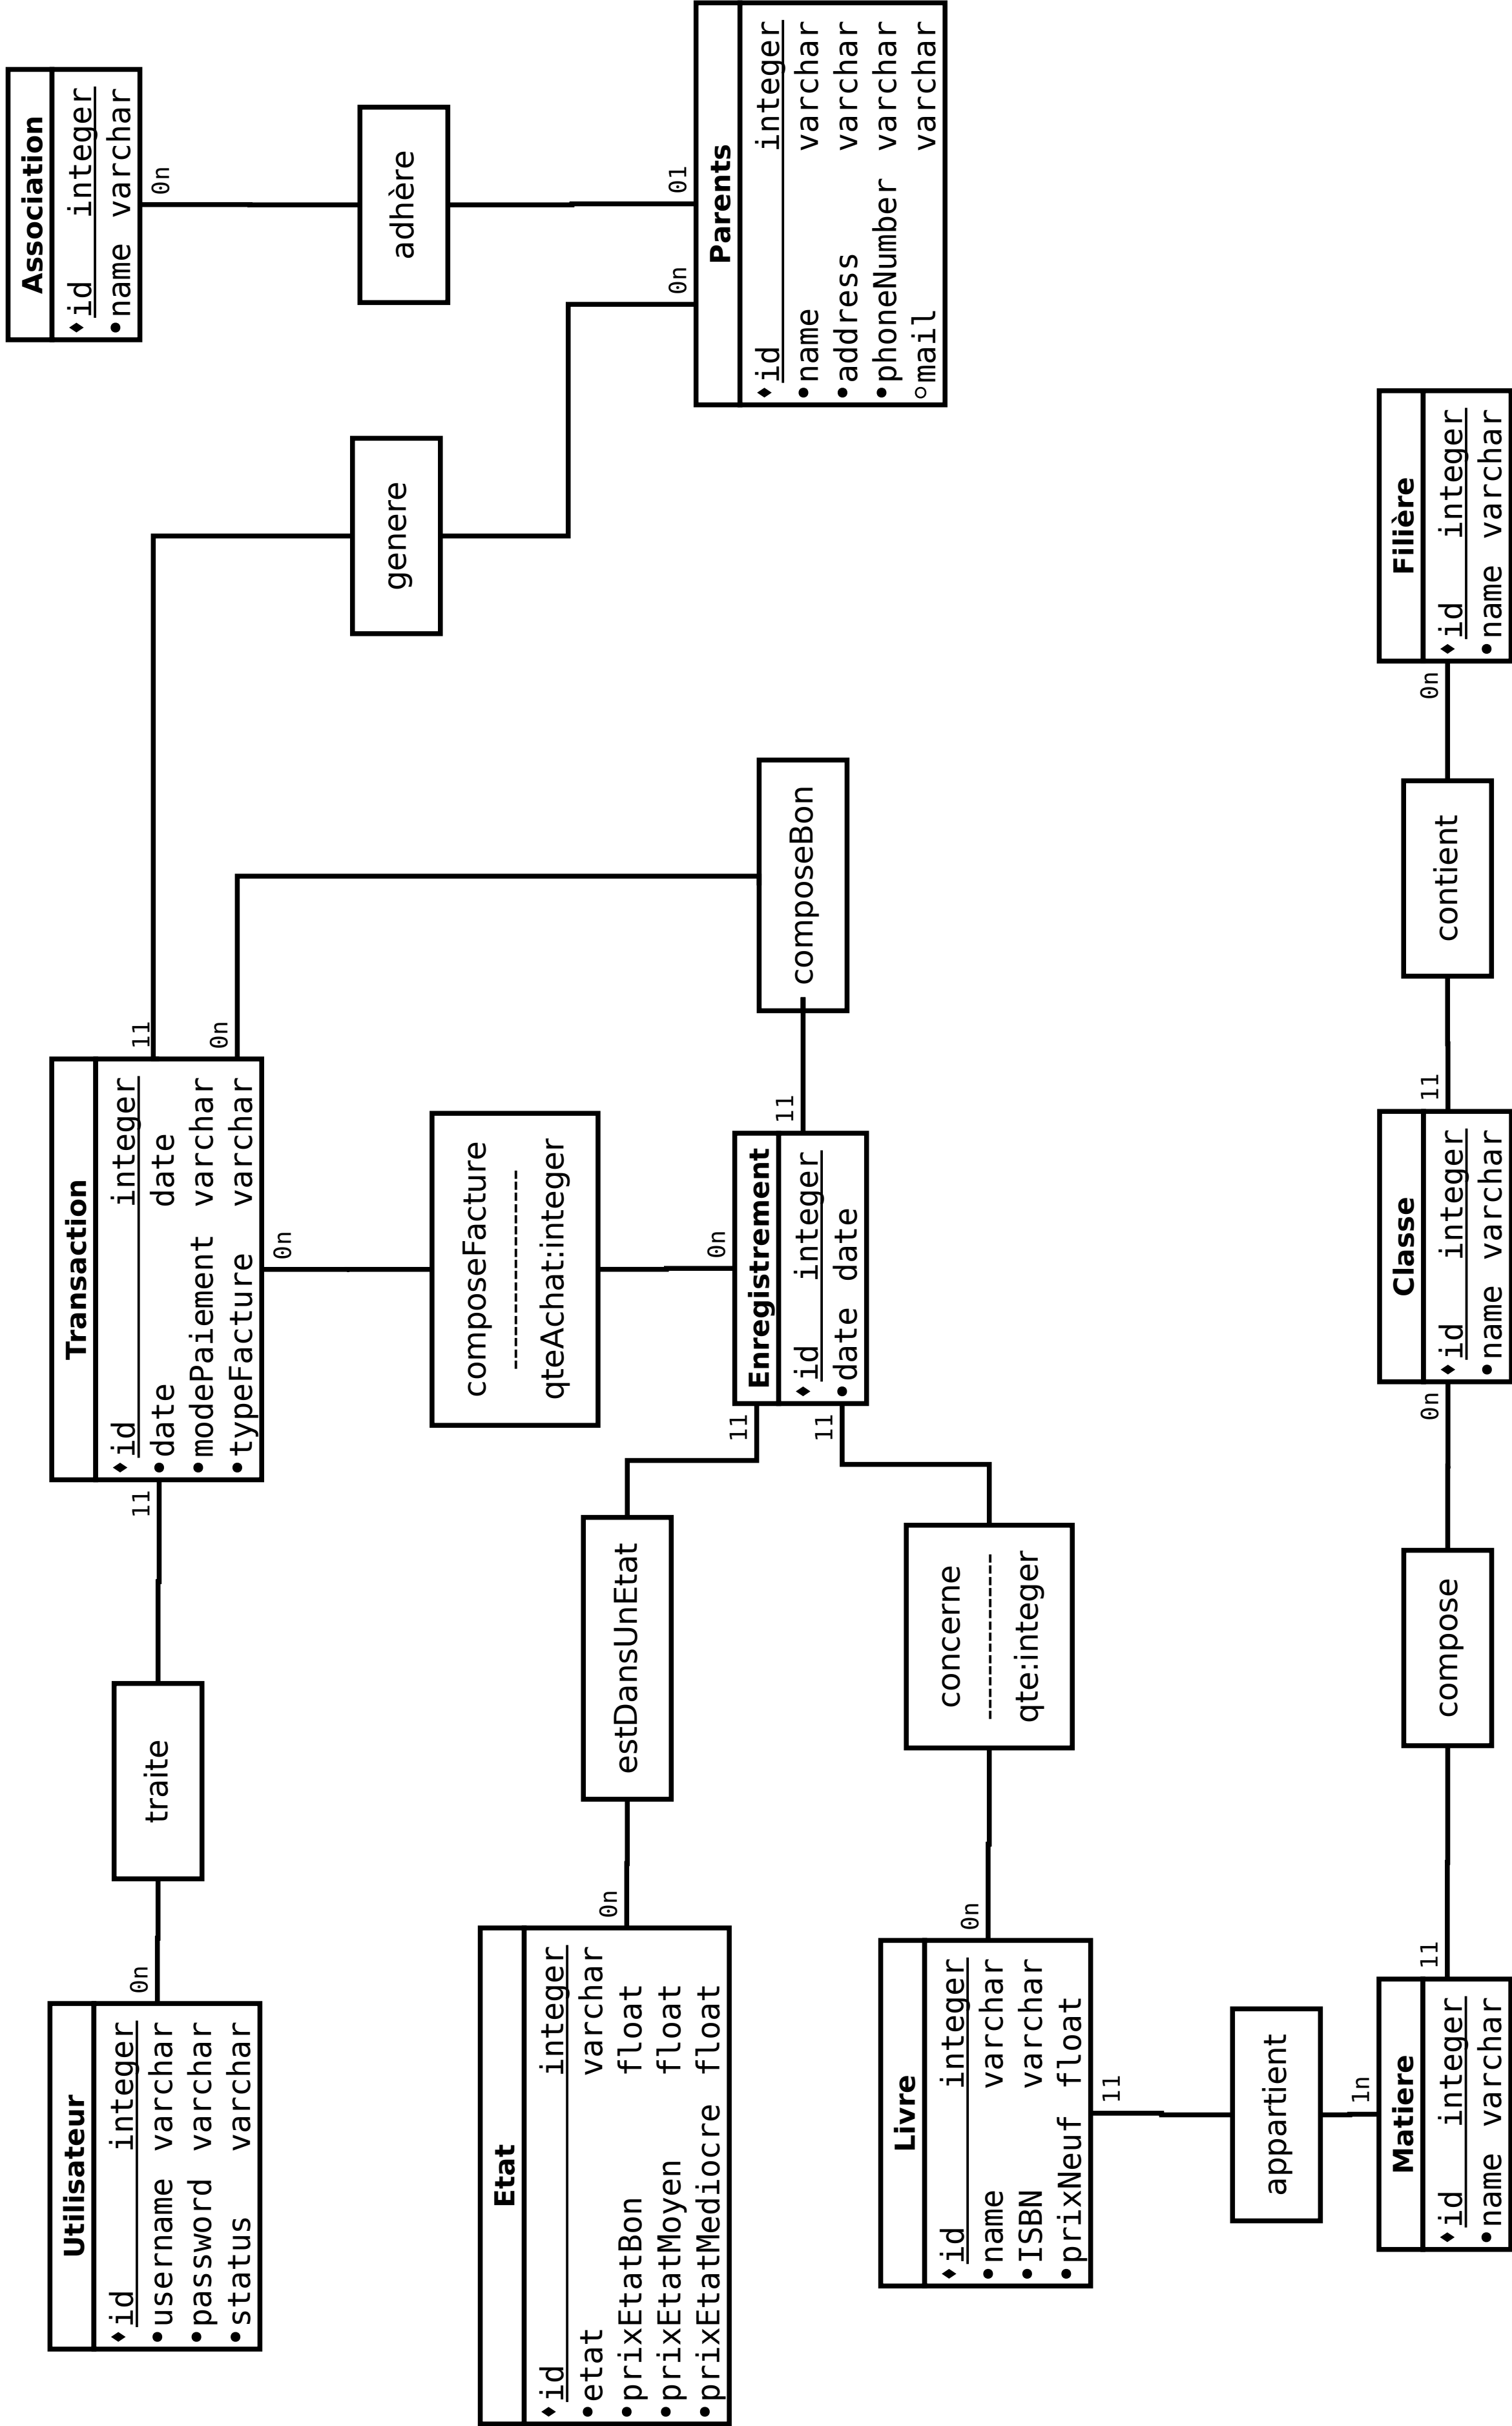 Utilisateur
id integer
username varchar
password varchar
status varchar
0n
traite
11
Transaction
id integer
date date
modePaiement varchar
typeFacture varchar
11
0n
0n
genere
Association
id integer
name varchar
0n
adhère
01
0n
Parents
id integer
name varchar
address varchar
phoneNumber varchar
mail varchar
composeFacture
qteAchat:integer
0n
composeBon
11
Enregistrement
id integer
date date
11
11
estDansUnEtat
0n
Etat
id integer
etat varchar
prixEtatBon float
prixEtatMoyen float
prixEtatMediocre float
concerne
qte:integer
0n
Livre
id integer
name varchar
ISBN varchar
prixNeuf float
11
appartient
1n
Matiere
id integer
name varchar
11
compose
0n
Classe
id integer
name varchar
11
contient
0n
Filière
id integer
name varchar